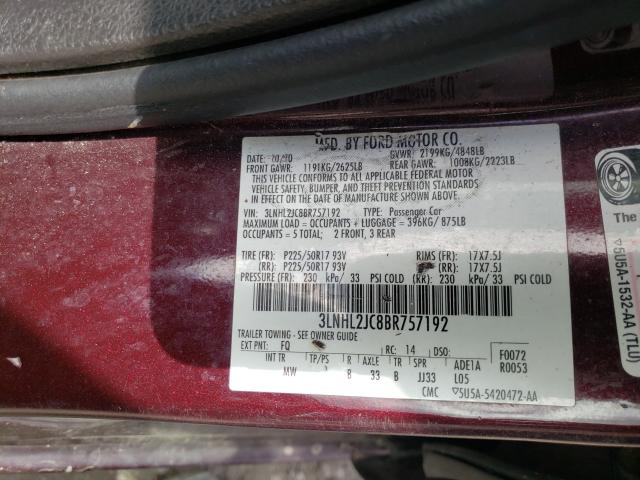 MFD. BY FORD MOTOR CO.
DATE: 10/10 GVWR: 2199KG/4848LB
FRONT GAWR: 1191KG/2625LB REAR GAWR: 1008KG/2223LB
THIS VEHICLE CONFORMS TO ALL APPLICABLE FEDERAL MOTOR
VEHICLE SAFETY, BUMPER, AND THEFT PREVENTION STANDARDS
IN EFFECT ON THE DATE OF MANUFACTURE SHOWN ABOVE.
VIN: 3LNHL2JC8BR757192 TYPE: Passenger Car
MAXIMUM LOAD = OCCUPANTS + LUGGAGE = 396KG/ 875LB
OCCUPANTS = 5 TOTAL; 2 FRONT, 3 REAR
TIRE (FR): P225/50R17 93V RIMS (FR): 17X7.5J
(RR): P225/50R17 93V (RR): 17X7.5J
PRESSURE (FR): 230 kPa/ 33 PSI COLD (RR): 230 kPa/ 33 PSI COLD
3LNHL2JC8BR757192
TRAILER TOWING - SEE OWNER GUIDE
EXT PNT: FQ RC: 14 DSO: F0072
INT TR TP/PS R AXLE TR SPR ADE1A R0053
MW B 33 B JJ33 L05
CMC ▽5U5A-5420472-AA
The
▽5U5A-1532-AA (TLU)